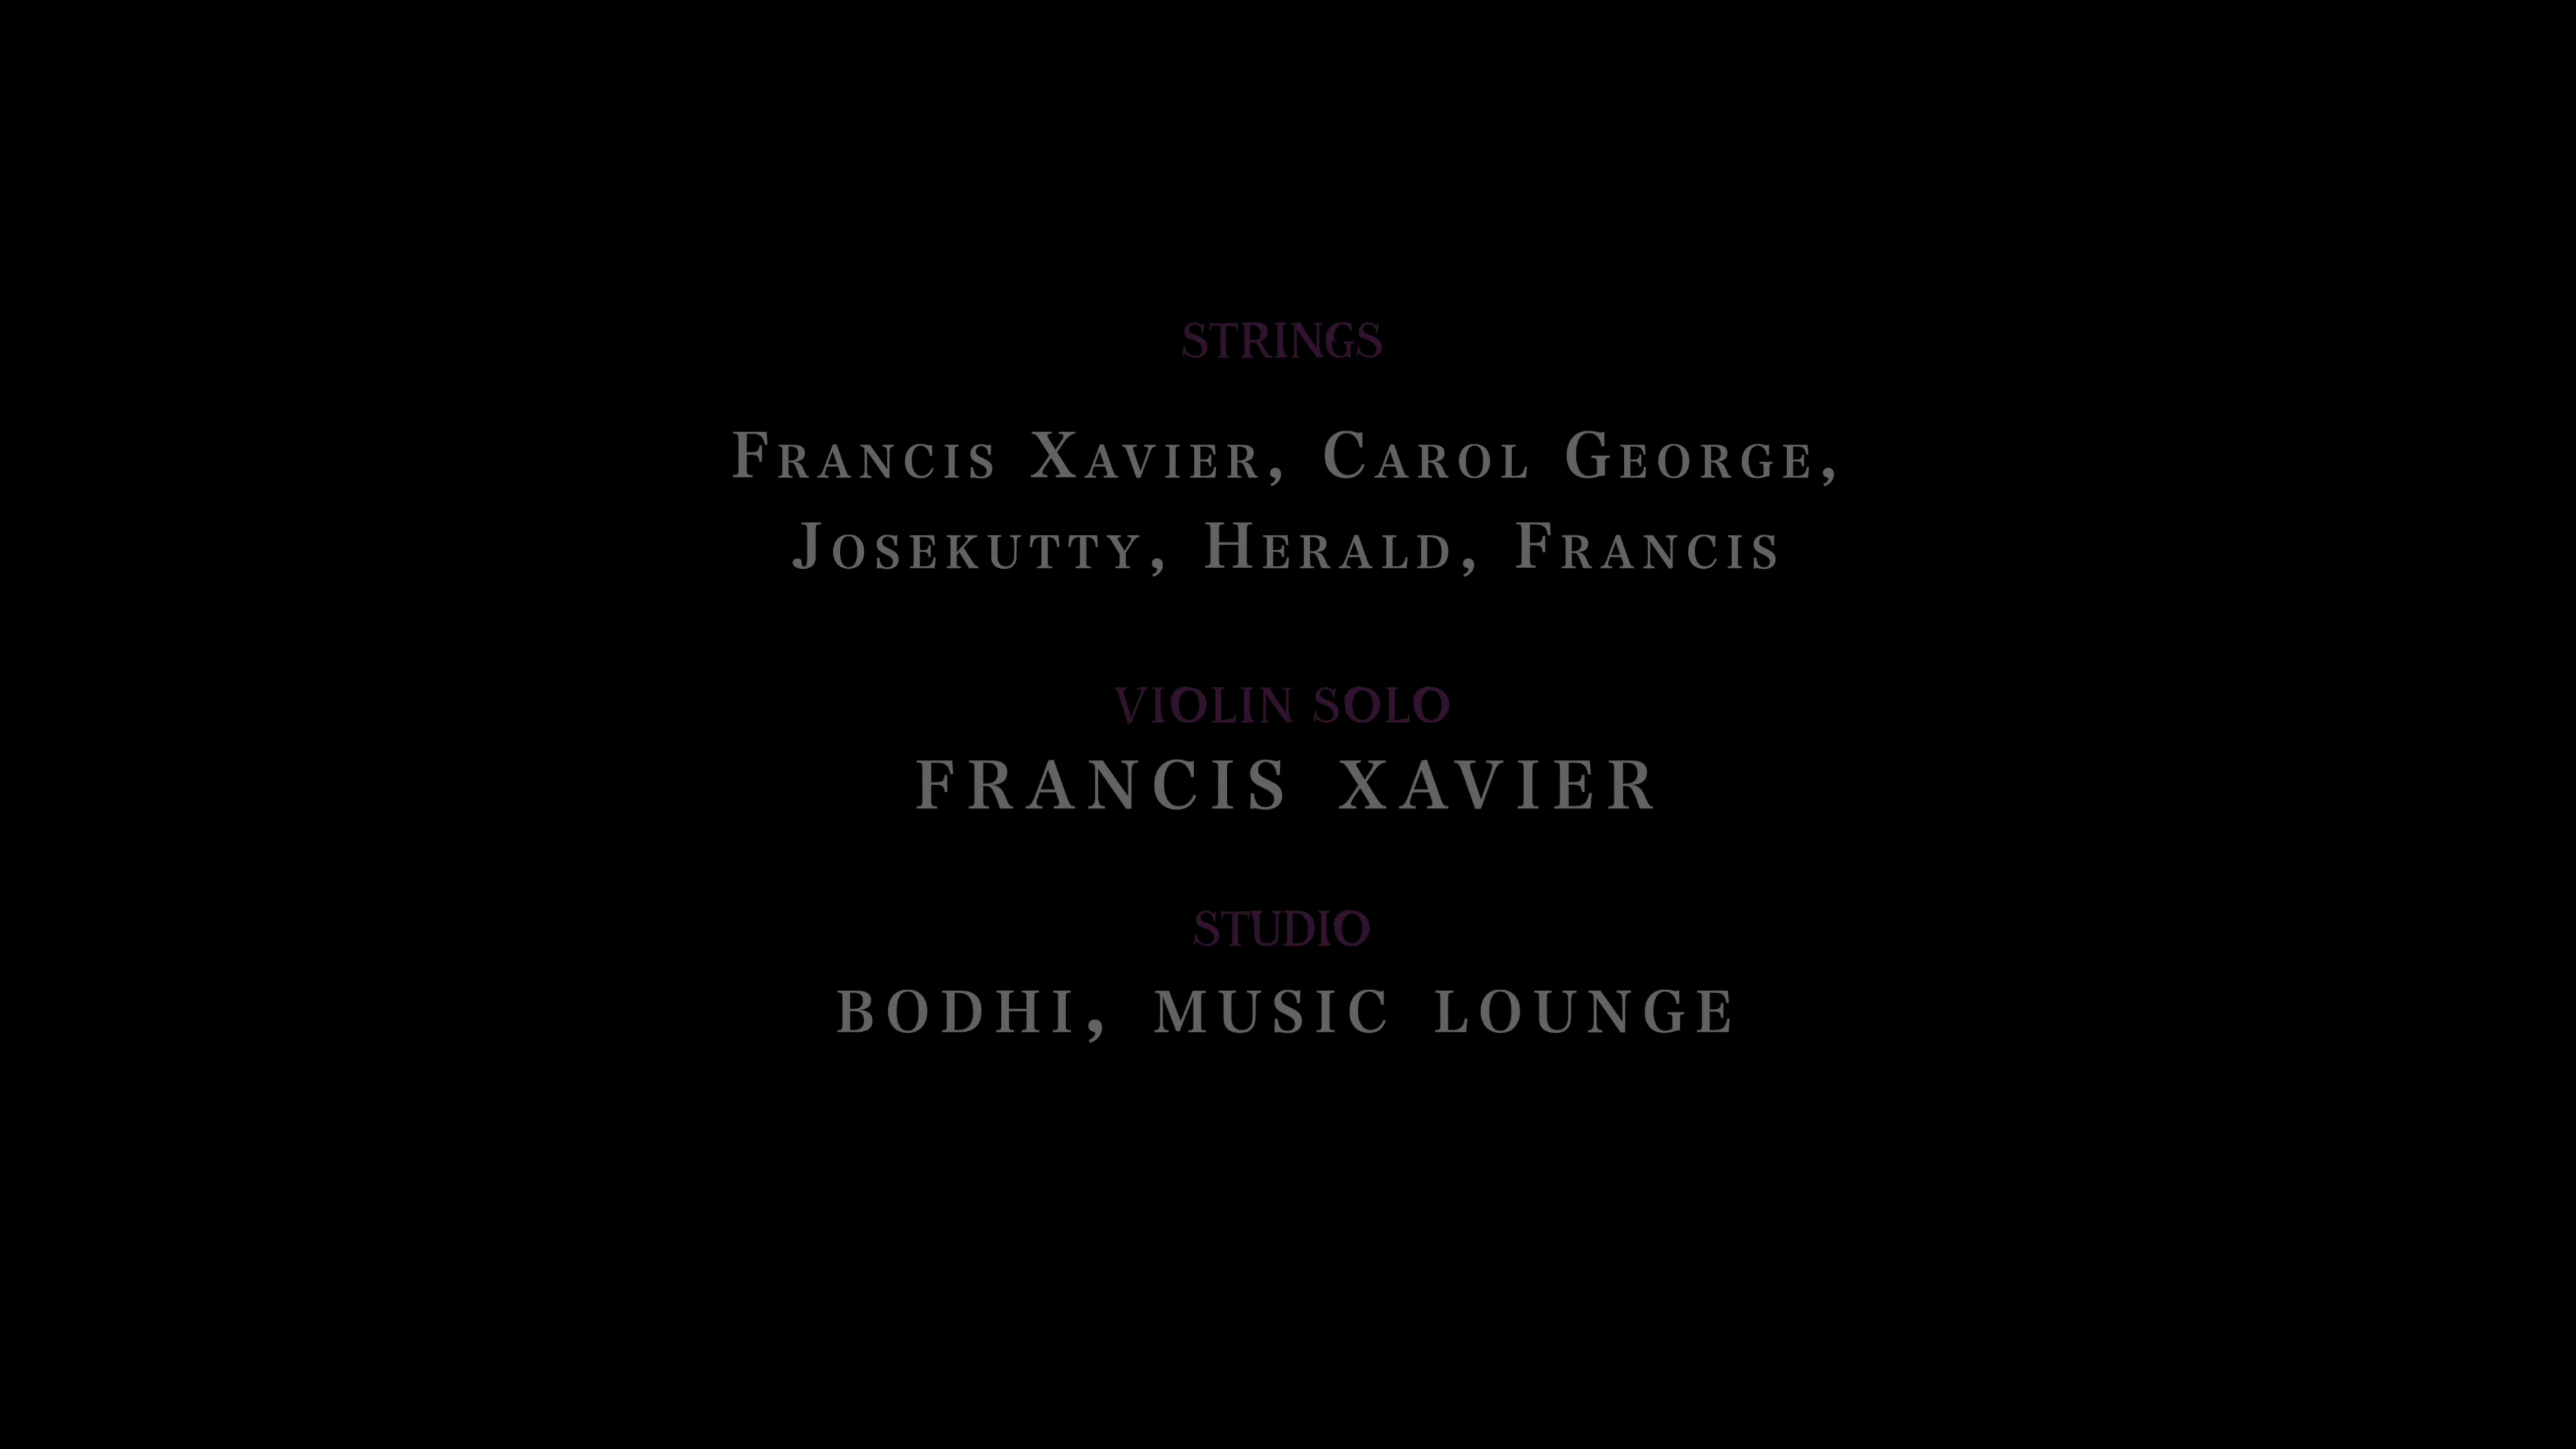 STRINGS
Francis Xavier, Carol George,
Josekutty, Herald, Francis
VIOLIN SOLO
FRANCIS XAVIER
STUDIO
BODHI, MUSIC LOUNGE